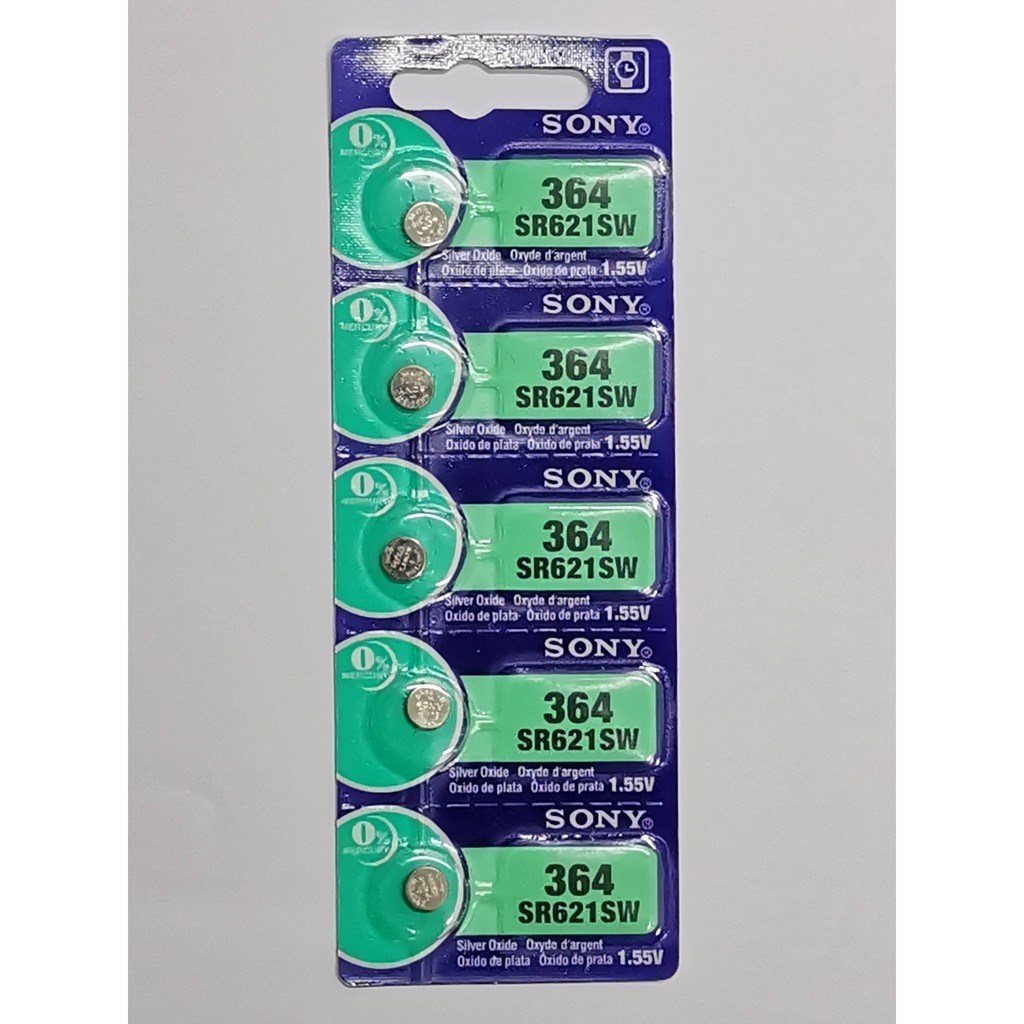 SONY
0%
MERCURY
364
SR621SW
Silver Oxide Oxyde d'argent
Oxido de plata Óxido de prata 1.55V
SONY
0%
MERCURY
364
SR621SW
Silver Oxide Oxyde d'argent
Oxido de plata Óxido de prata 1.55V
SONY
0%
MERCURY
364
SR621SW
Silver Oxide Oxyde d'argent
Oxido de plata Óxido de prata 1.55V
SONY
0%
MERCURY
364
SR621SW
Silver Oxide Oxyde d'argent
Oxido de plata Óxido de prata 1.55V
SONY
0%
MERCURY
364
SR621SW
Silver Oxide Oxyde d'argent
Oxido de plata Óxido de prata 1.55V